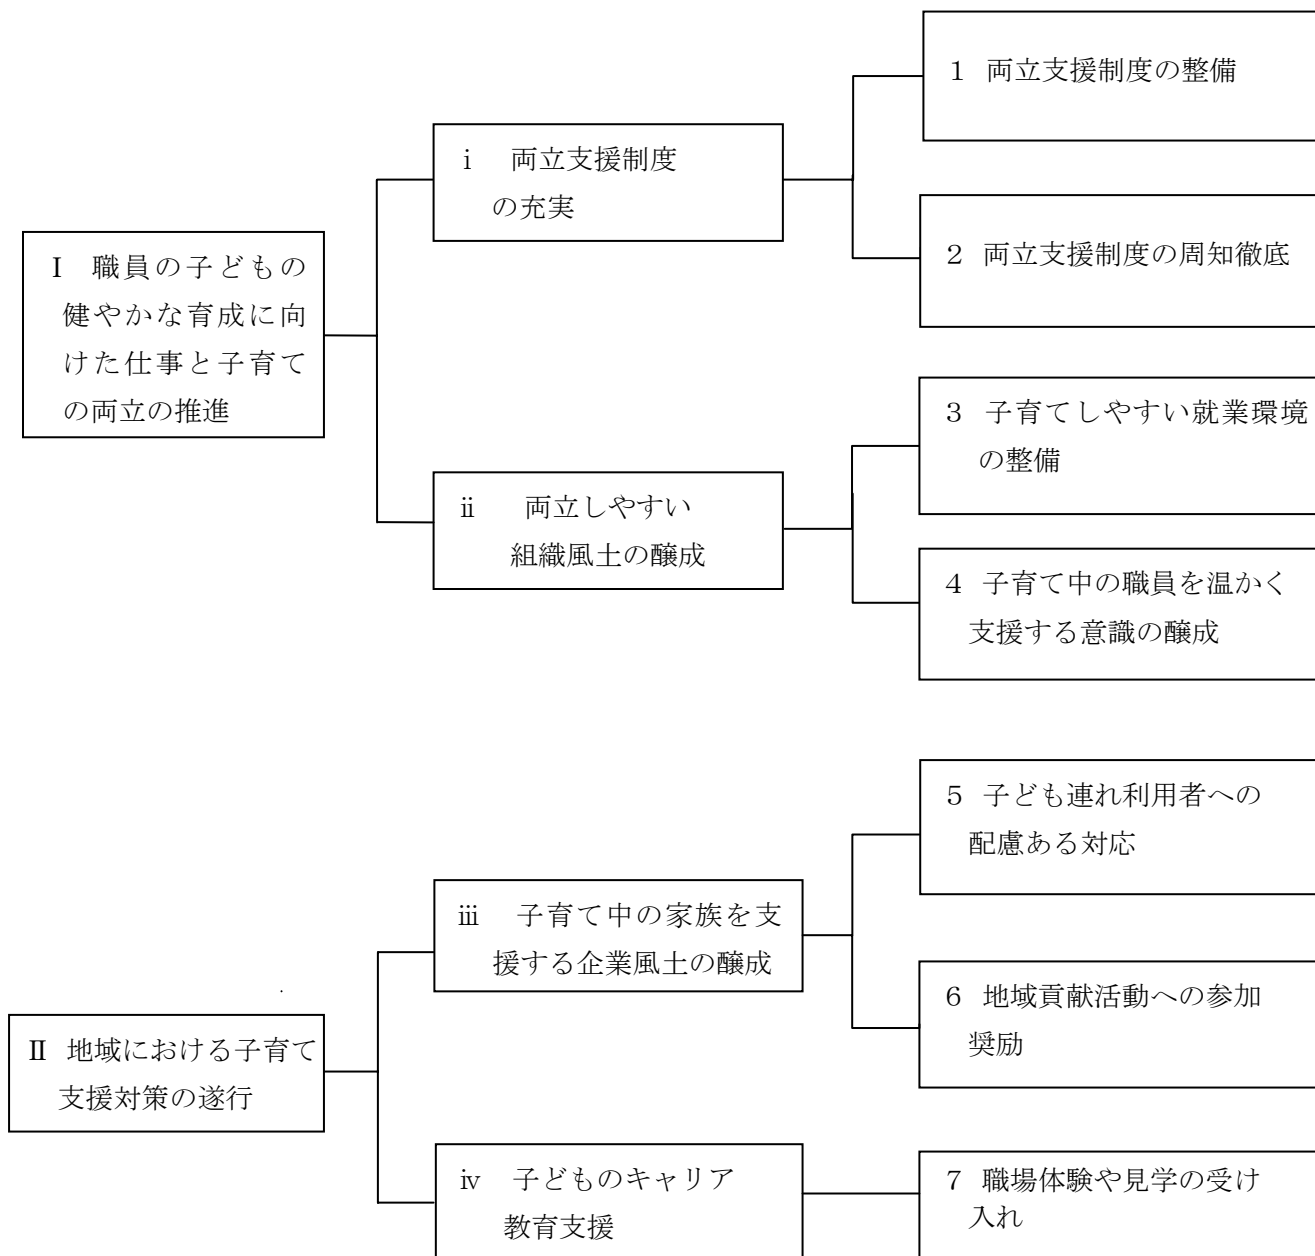 Ⅰ 職員の子どもの
健やかな育成に向
けた仕事と子育て
の両立の推進
ⅰ 両立支援制度
の充実
1 両立支援制度の整備
2 両立支援制度の周知徹底
ⅱ 両立しやすい
組織風土の醸成
3 子育てしやすい就業環境
の整備
4 子育て中の職員を温かく
支援する意識の醸成
Ⅱ 地域における子育て
支援対策の遂行
ⅲ 子育て中の家族を支
援する企業風土の醸成
5 子ども連れ利用者への
配慮ある対応
6 地域貢献活動への参加
奨励
ⅳ 子どものキャリア
教育支援
7 職場体験や見学の受け
入れ